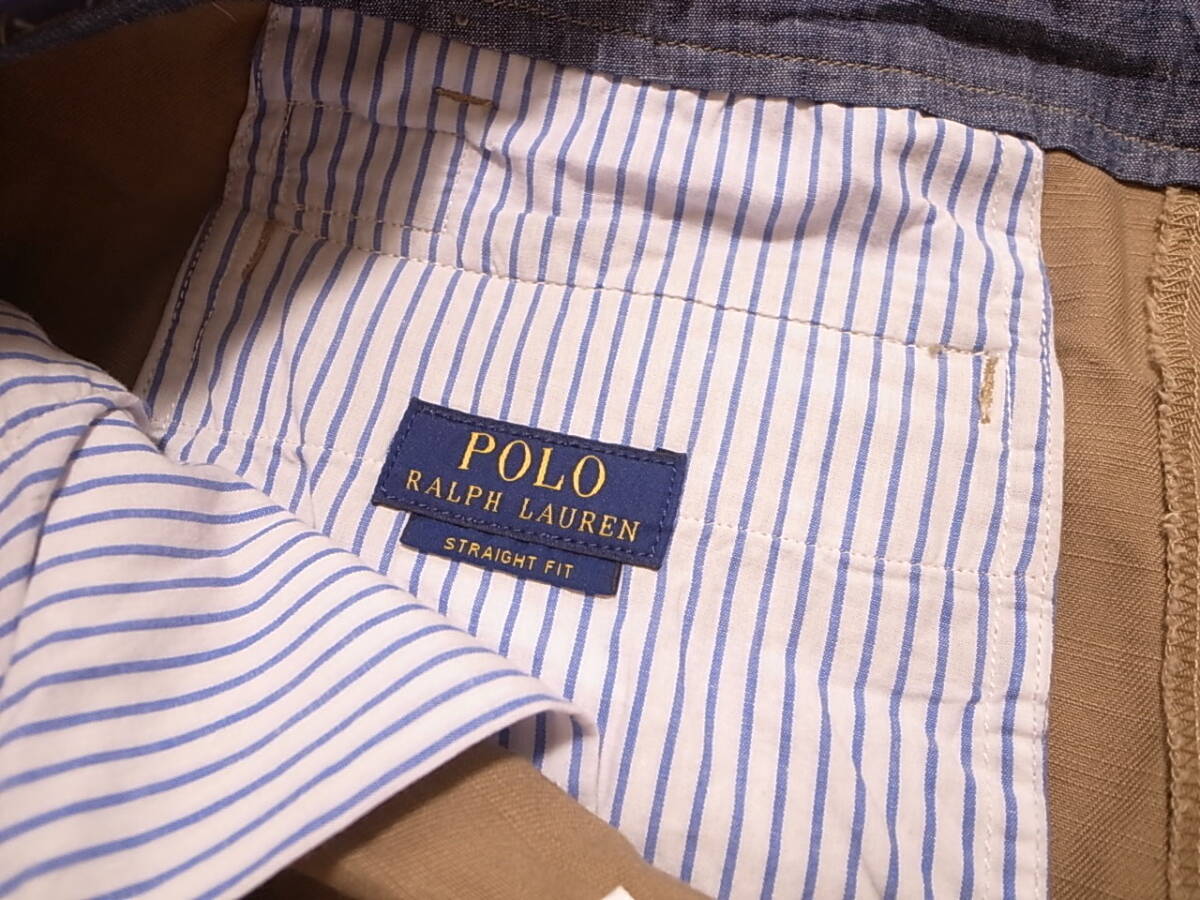 POLO
RALPH LAUREN
STRAIGHT FIT